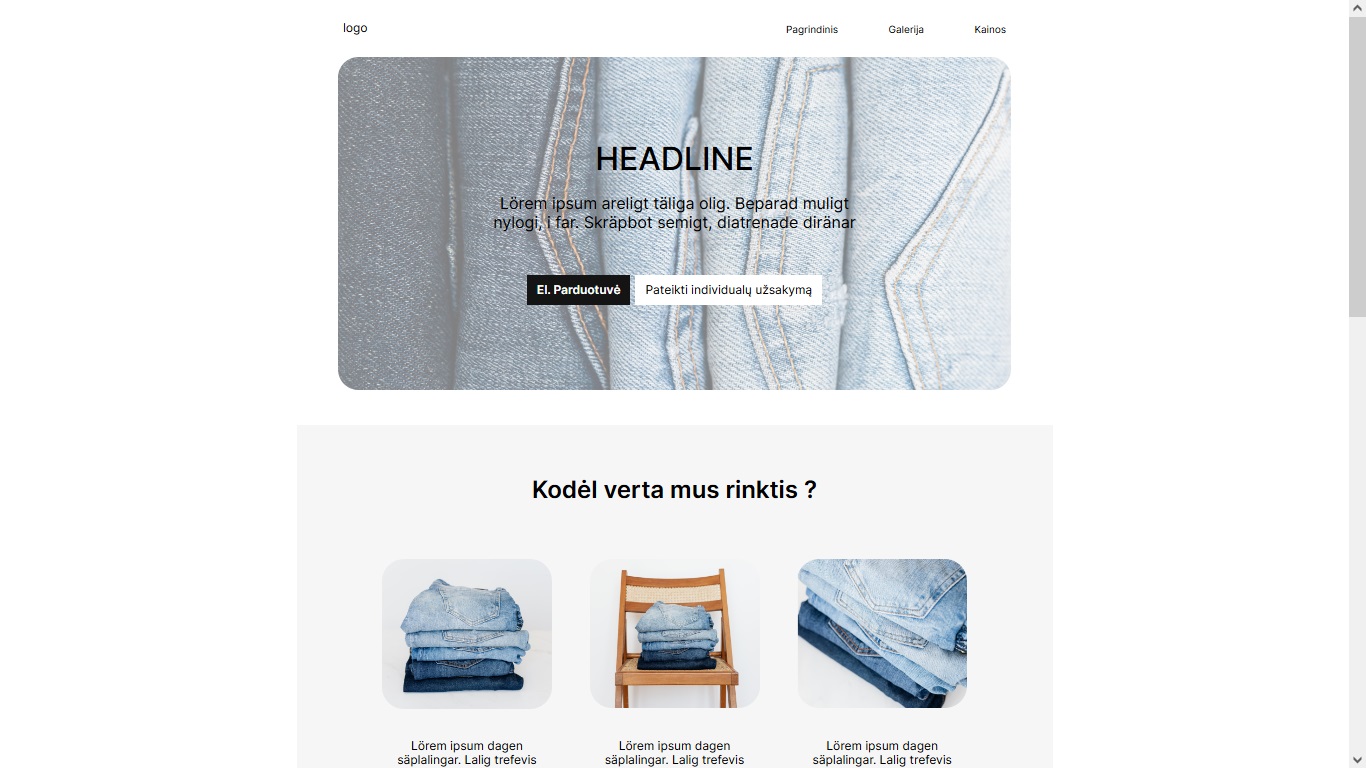 logo
Pagrindinis
Galerija
Kainos
HEADLINE
Lörem ipsum areligt täliga olig. Beparad muligt
nylogi, i far. Skräpbot semigt, diatrenade diränar
El. Parduotuvė
Pateikti individualų užsakymą
Kodėl verta mus rinktis ?
Lörem ipsum dagen
säplalingar. Lalig trefevis
Lörem ipsum dagen
säplalingar. Lalig trefevis
Lörem ipsum dagen
säplalingar. Lalig trefevis